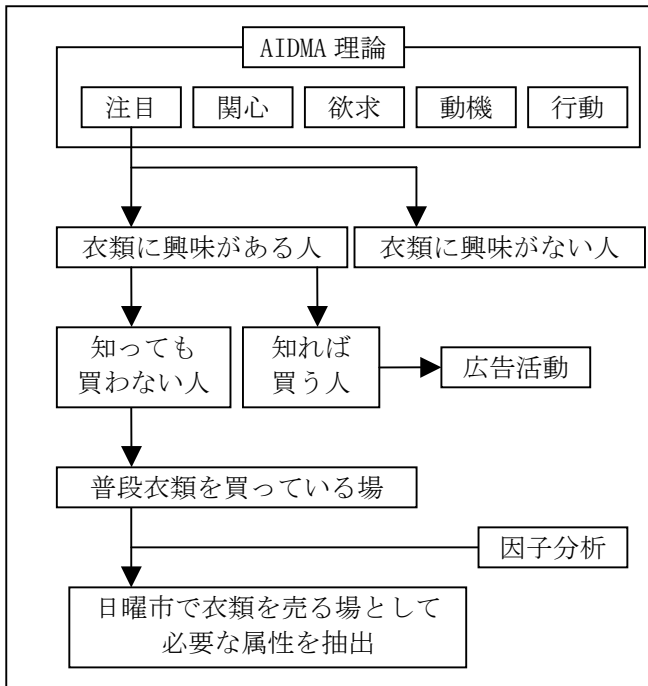 AIDMA 理論
注目 関心 欲求 動機 行動
衣類に興味がある人 衣類に興味がない人
知っても
買わない人
知れば
買う人
広告活動
普段衣類を買っている場
因子分析
日曜市で衣類を売る場として
必要な属性を抽出